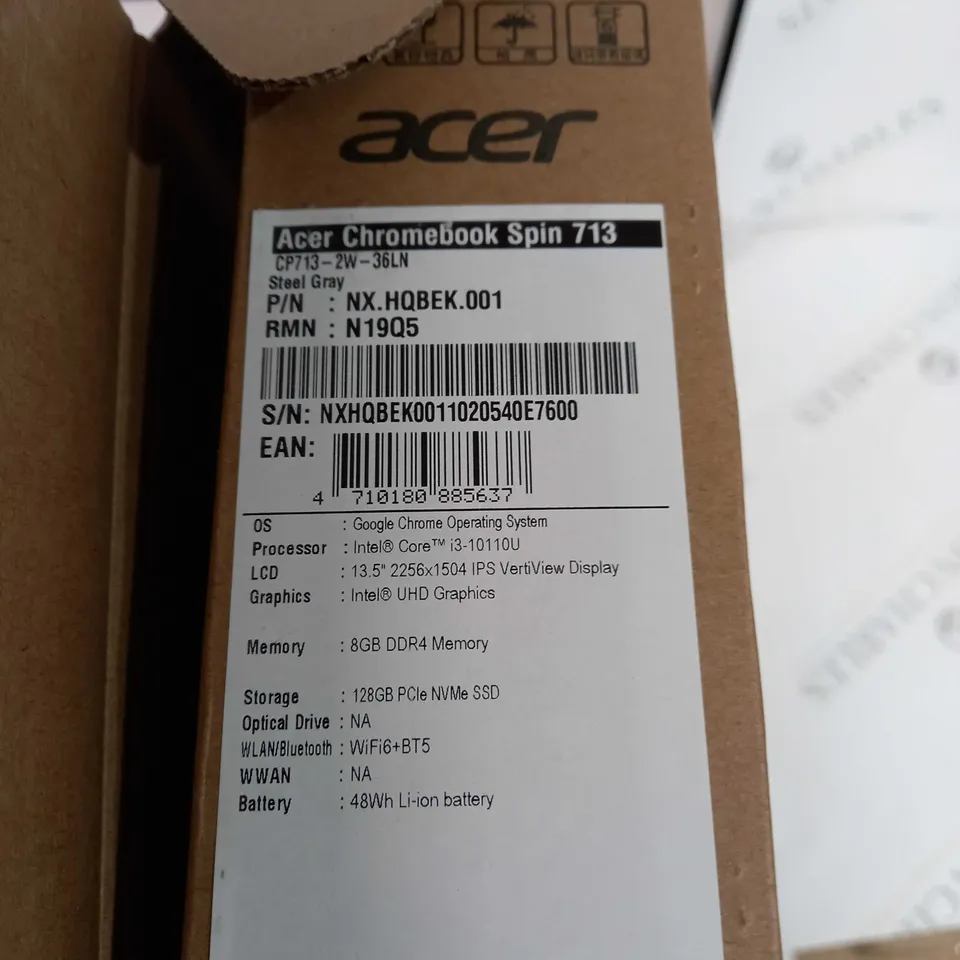 acer
Acer Chromebook Spin 713
CP713-2W-36LN
Steel Gray
P/N : NX.HQBEK.001
RMN : N19Q5
S/N: NXHQBEK0011020540E7600
EAN:
4 710180 885637
OS : Google Chrome Operating System
Processor : Intel® Core™ i3-10110U
LCD : 13.5" 2256x1504 IPS VertiView Display
Graphics : Intel® UHD Graphics
Memory : 8GB DDR4 Memory
Storage : 128GB PCIe NVMe SSD
Optical Drive : NA
WLAN/Bluetooth : WiFi6+BT5
WWAN : NA
Battery : 48Wh Li-ion battery